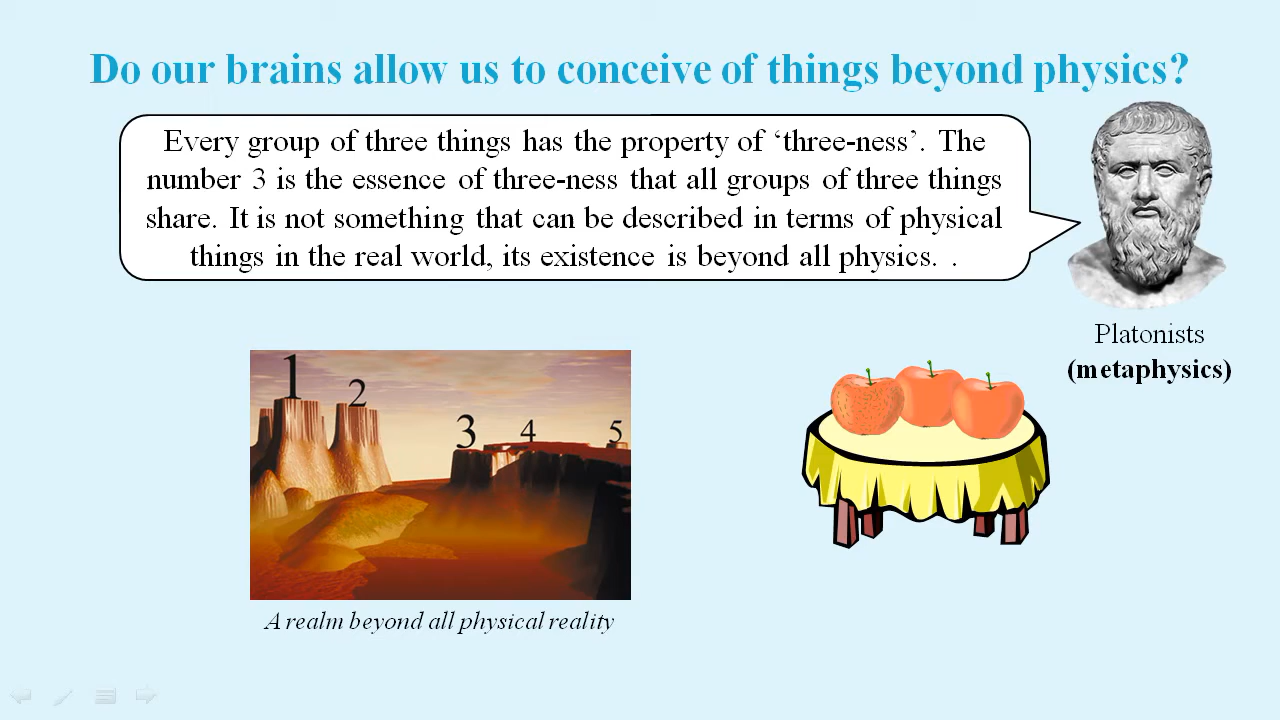 Do our brains allow us to conceive of things beyond physics?
Every group of three things has the property of ‘three-ness’. The
number 3 is the essence of three-ness that all groups of three things
share. It is not something that can be described in terms of physical
things in the real world, its existence is beyond all physics. .
Platonists
(metaphysics)
1
2
3
4
5
A realm beyond all physical reality